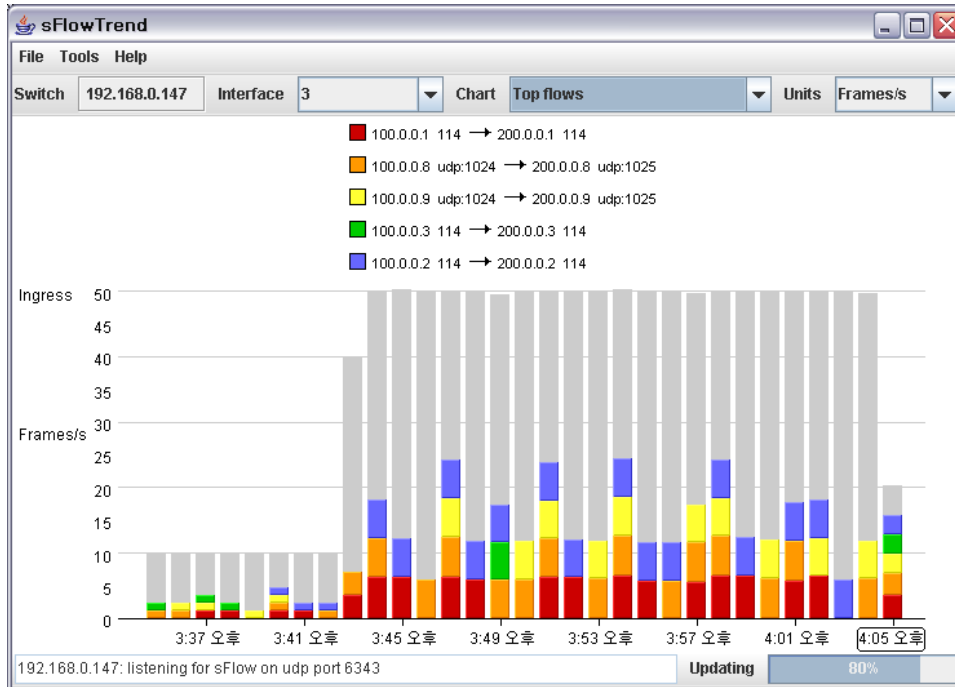 sFlowTrend
File Tools Help
Switch 192.168.0.147 Interface 3 Chart Top flows Units Frames/s
100.0.0.1 114 → 200.0.0.1 114
100.0.0.8 udp:1024 → 200.0.0.8 udp:1025
100.0.0.9 udp:1024 → 200.0.0.9 udp:1025
100.0.0.3 114 → 200.0.0.3 114
100.0.0.2 114 → 200.0.0.2 114
Ingress 50
45
40
35
30
Frames/s
25
20
15
10
5
0
3:37 오후 3:41 오후 3:45 오후 3:49 오후 3:53 오후 3:57 오후 4:01 오후 4:05 오후
192.168.0.147: listening for sFlow on udp port 6343 Updating 80%